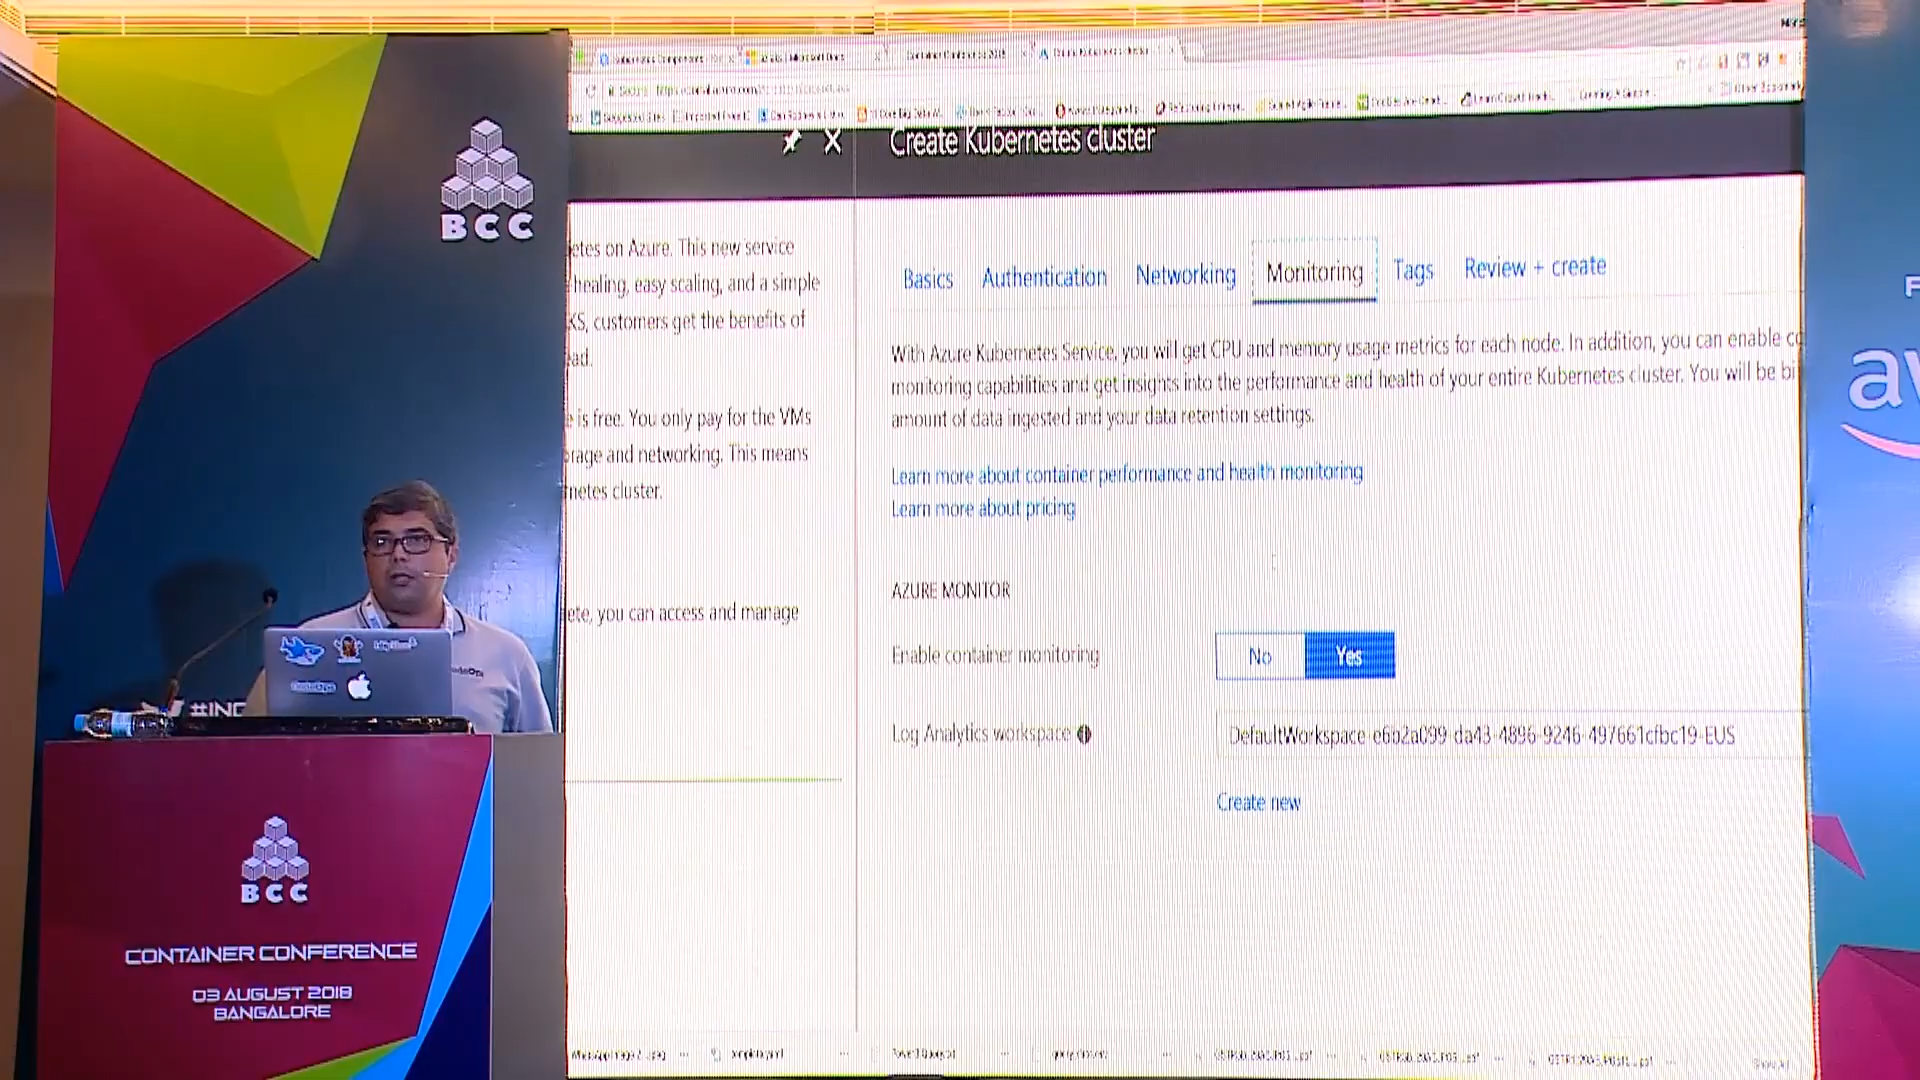 BCC
Create Kubernetes cluster
etes on Azure. This new service
healing, easy scaling, and a simple
KS, customers get the benefits of
ead.
e is free. You only pay for the VMs
orage and networking. This means
rnetes cluster.
ete, you can access and manage
Basics Authentication Networking Monitoring Tags Review + create
With Azure Kubernetes Service, you will get CPU and memory usage metrics for each node. In addition, you can enable co
monitoring capabilities and get insights into the performance and health of your entire Kubernetes cluster. You will be bi
amount of data ingested and your data retention settings.
Learn more about container performance and health monitoring
Learn more about pricing
AZURE MONITOR
Enable container monitoring No Yes
Log Analytics workspace DefaultWorkspace-e6b2a099-da43-4896-9246-497661cfbc19-EUS
Create new
#INC
BCC
CONTAINER CONFERENCE
03 AUGUST 2018
BANGALORE